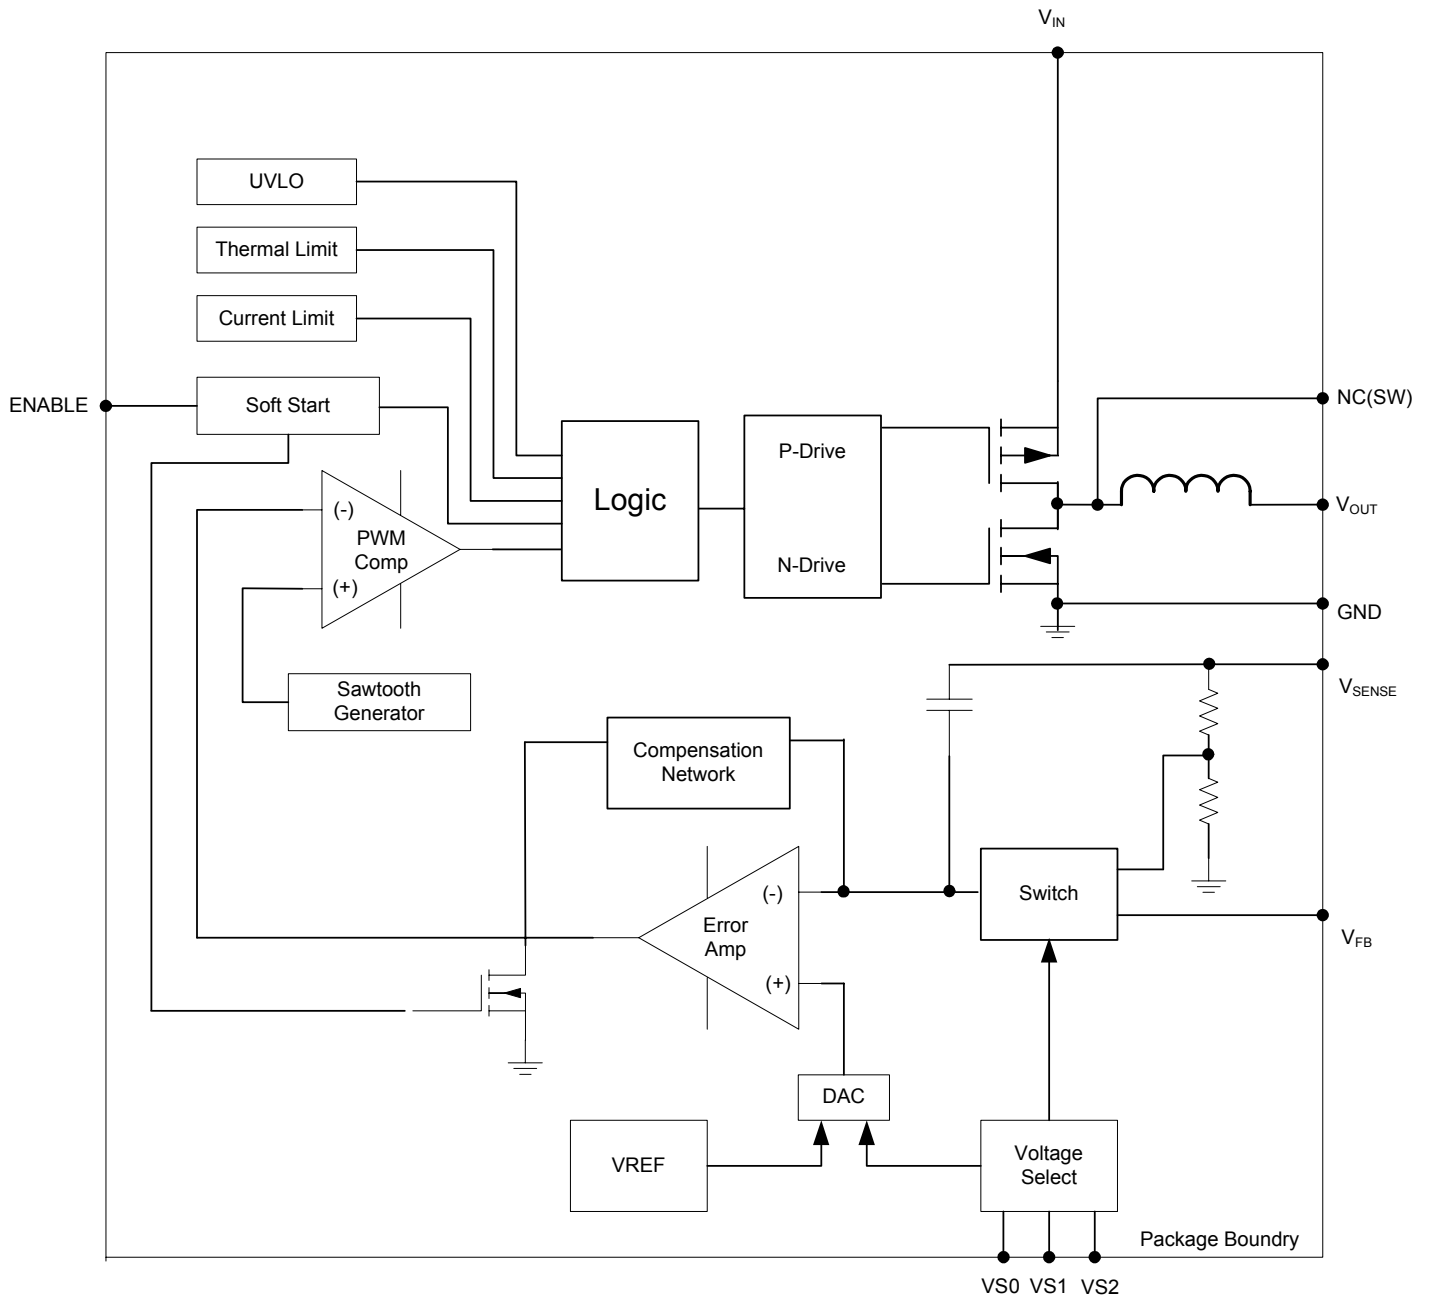 VIN
UVLO
Thermal Limit
Current Limit
ENABLE
Soft Start
NC(SW)
P-Drive
Logic
(-)
PWM
Comp
(+)
N-Drive
VOUT
GND
Sawtooth
Generator
VSENSE
Compensation
Network
(-)
Error
Amp
(+)
Switch
VFB
DAC
VREF
Voltage
Select
Package Boundry
VS0
VS1
VS2